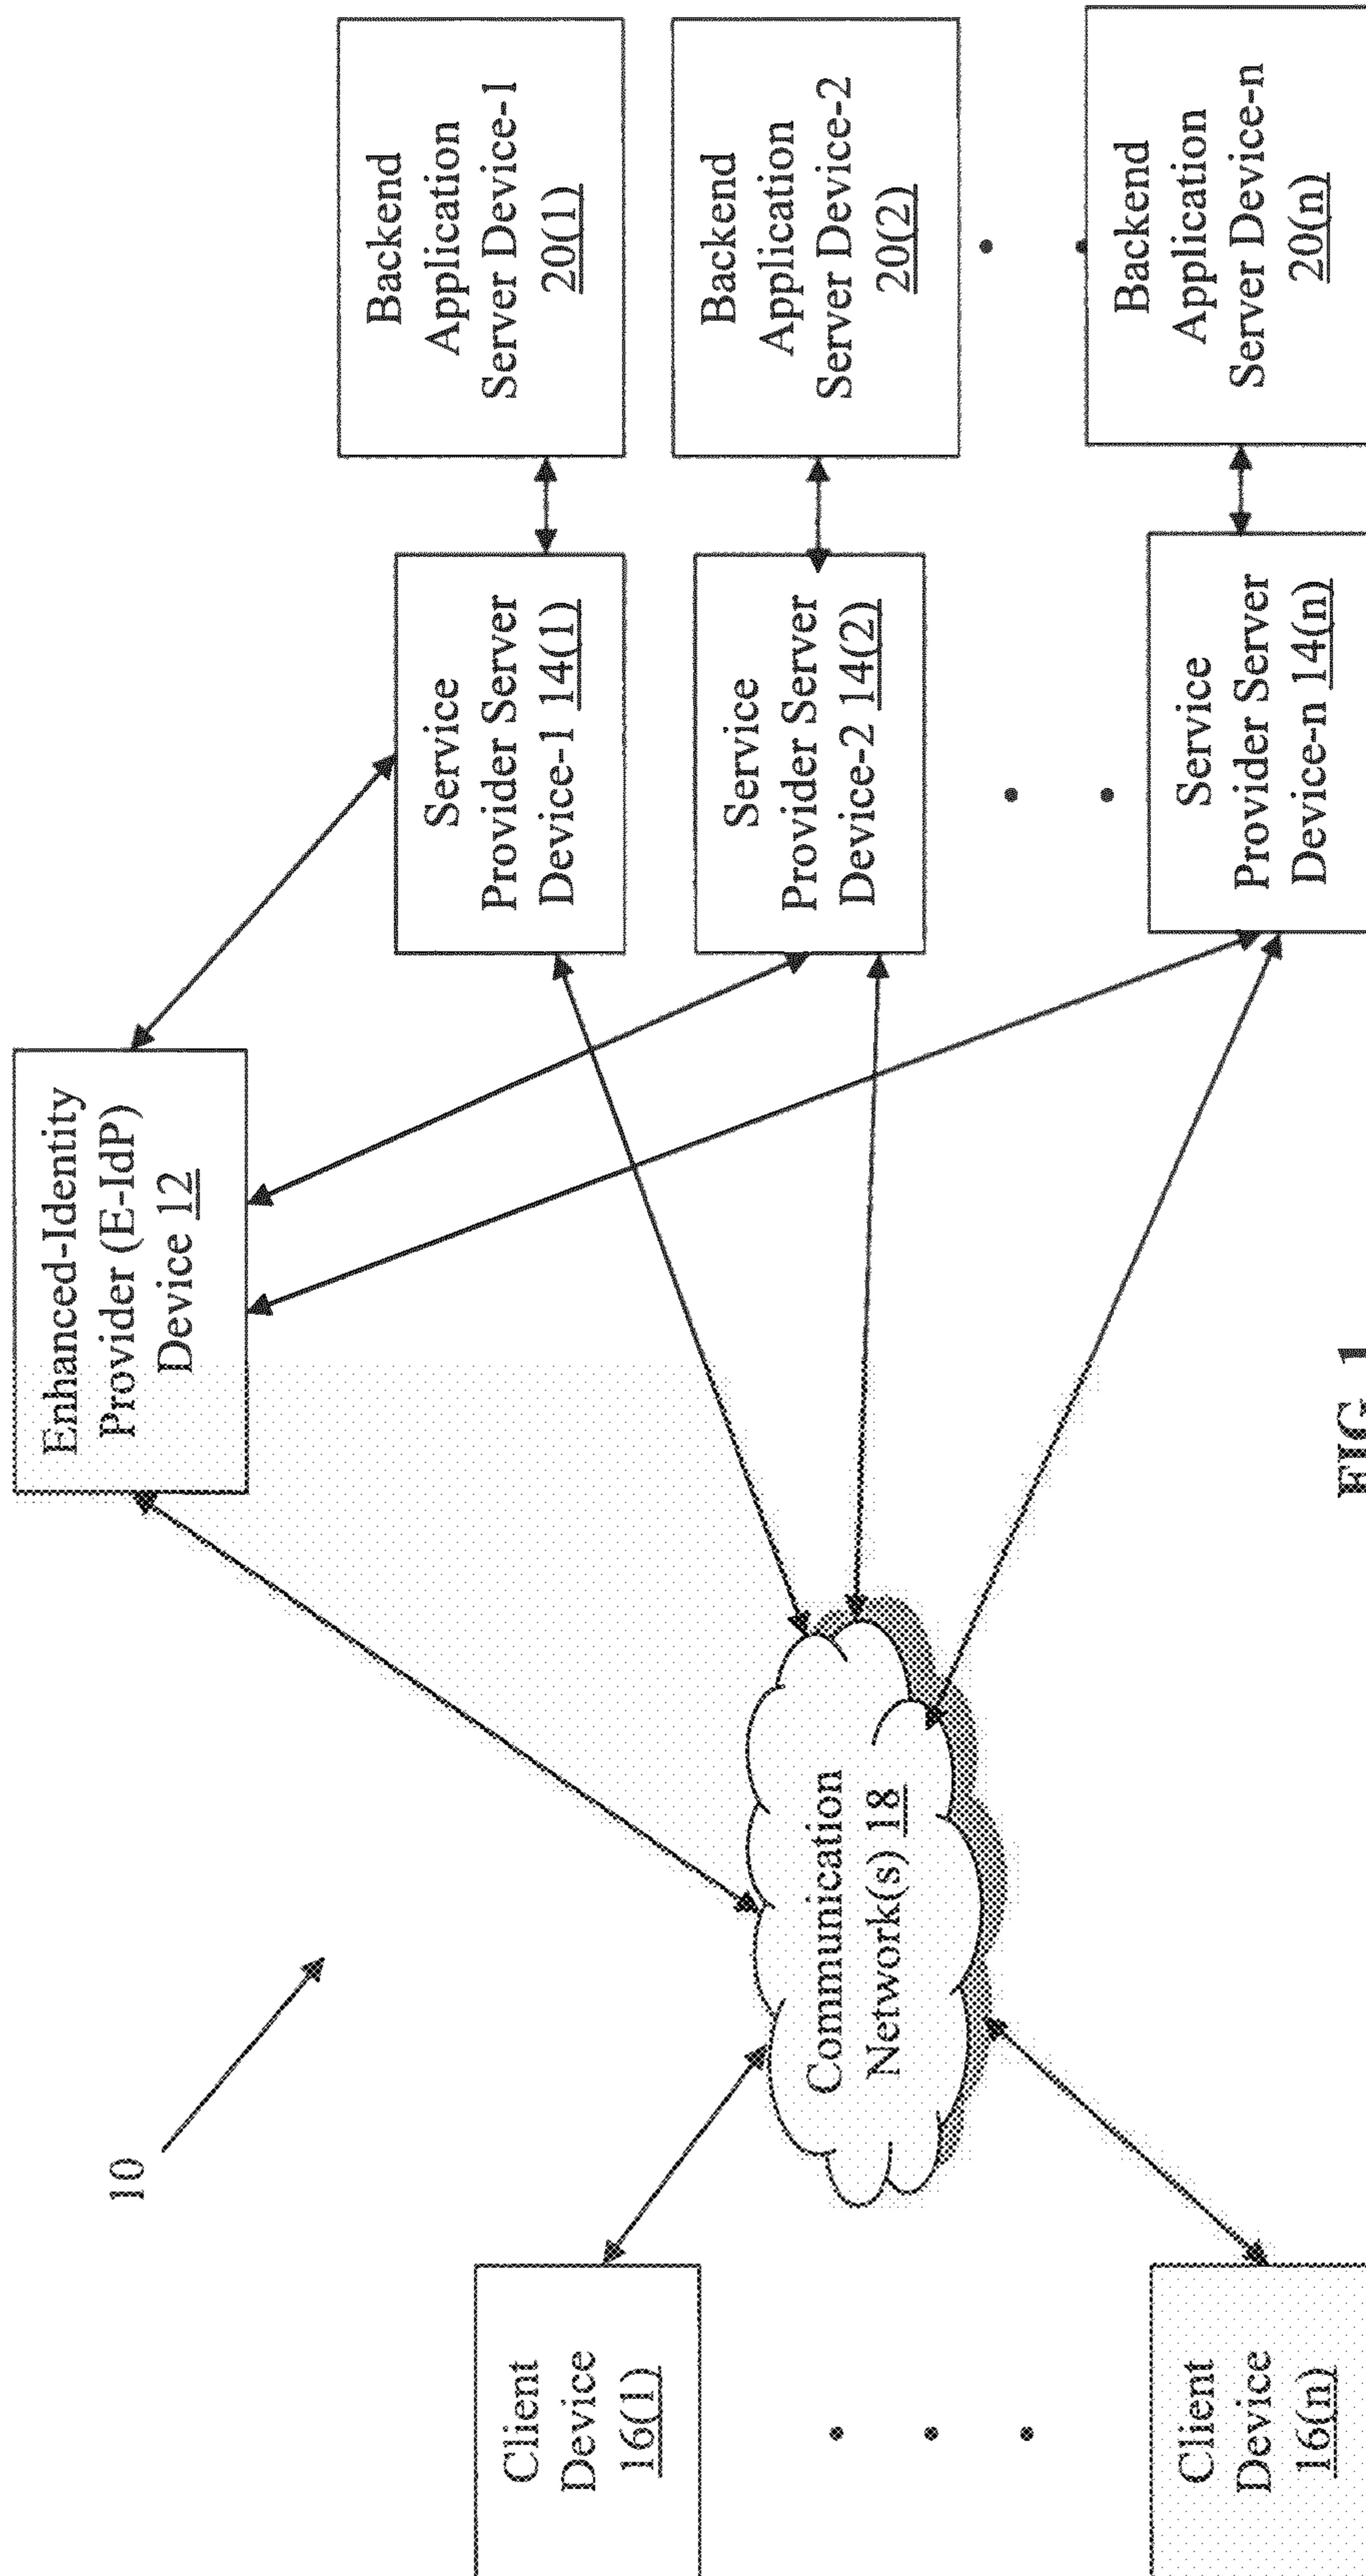 10
Enhanced-Identity
Provider (E-IdP)
Device 12
Client
Device
16(1)
Client
Device
16(n)
Communication
Network(s) 18
Service
Provider Server
Device-1 14(1)
Service
Provider Server
Device-2 14(2)
Service
Provider Server
Device-n 14(n)
Backend
Application
Server Device-1
20(1)
Backend
Application
Server Device-2
20(2)
Backend
Application
Server Device-n
20(n)
FIG. 1